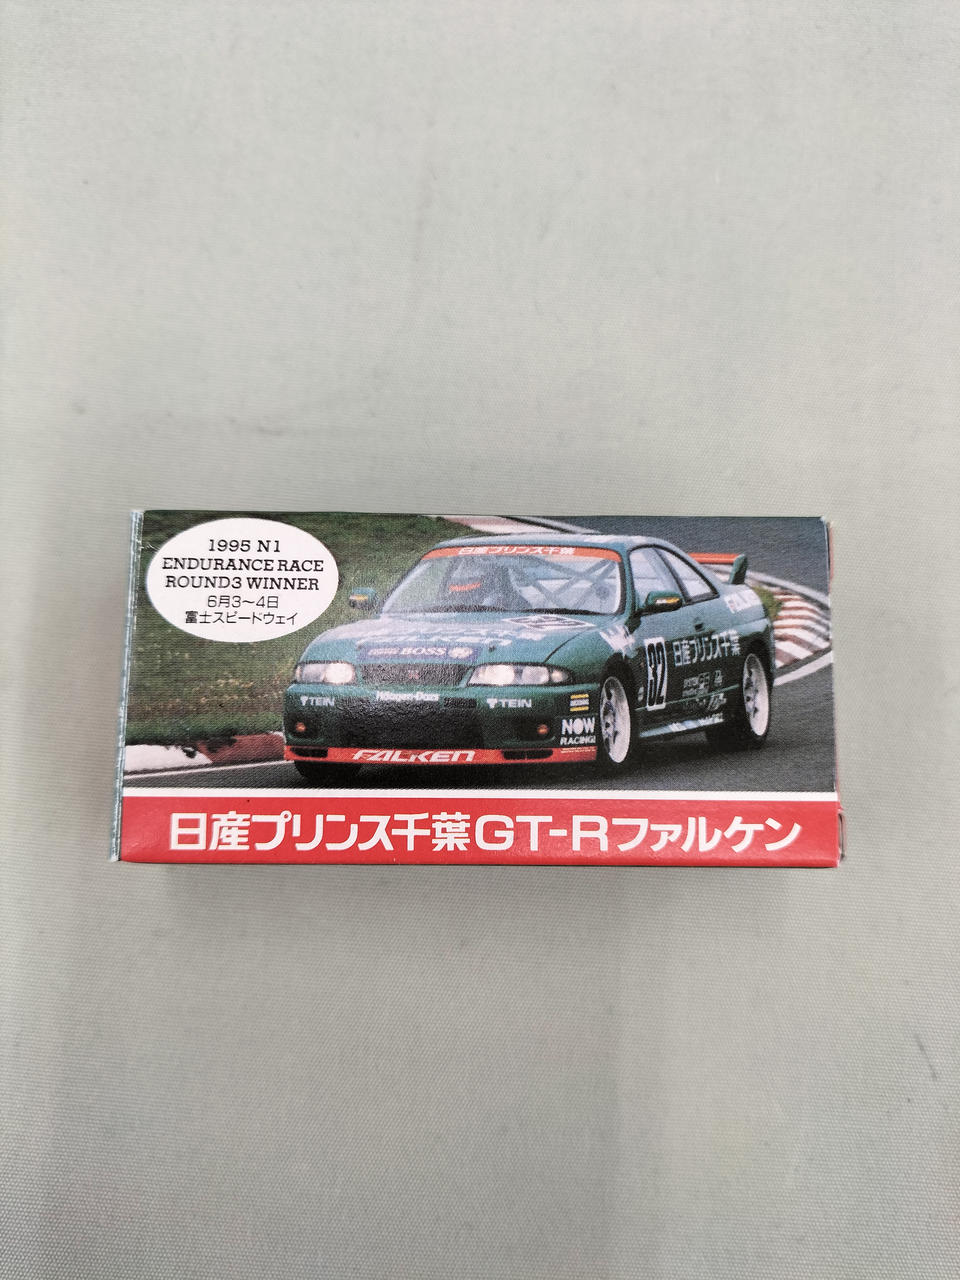 1995 N1
ENDURANCE RACE
ROUND3 WINNER
6月3〜4日
富士スピードウェイ
日産プリンス千葉
BOSS
TEIN
Häagen-Dazs
TEIN
32
日産プリンス千葉
NOW
RACING
FALKEN
日産プリンス千葉GT-Rファルケン